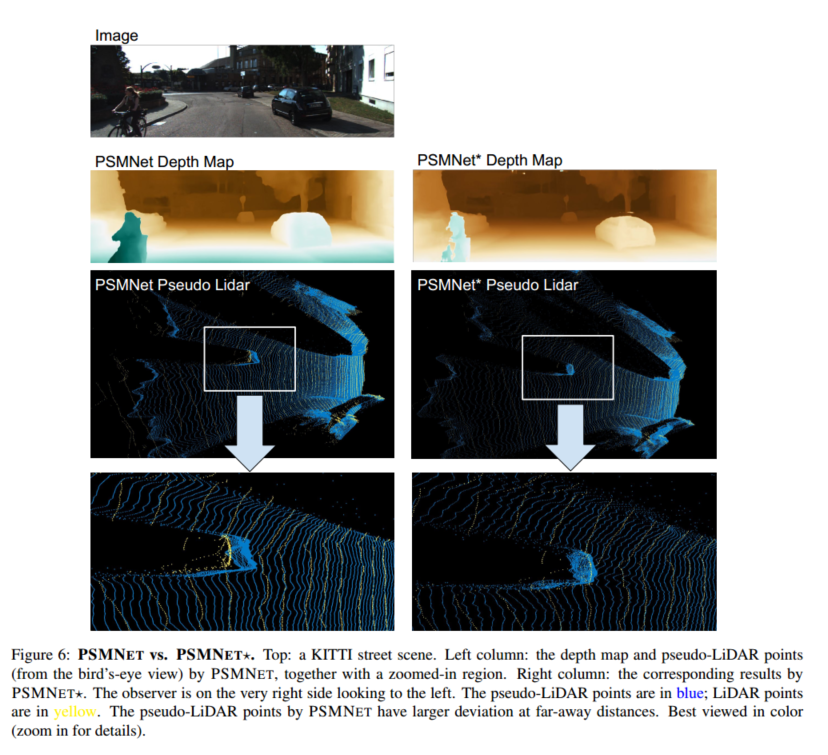 Image
PSMNet Depth Map
PSMNet* Depth Map
PSMNet Pseudo Lidar
PSMNet* Pseudo Lidar
Figure 6: PSMNET vs. PSMNET⋆. Top: a KITTI street scene. Left column: the depth map and pseudo-LiDAR points
(from the bird's-eye view) by PSMNET, together with a zoomed-in region. Right column: the corresponding results by
PSMNET⋆. The observer is on the very right side looking to the left. The pseudo-LiDAR points are in blue; LiDAR points
are in yellow. The pseudo-LiDAR points by PSMNET have larger deviation at far-away distances. Best viewed in color
(zoom in for details).